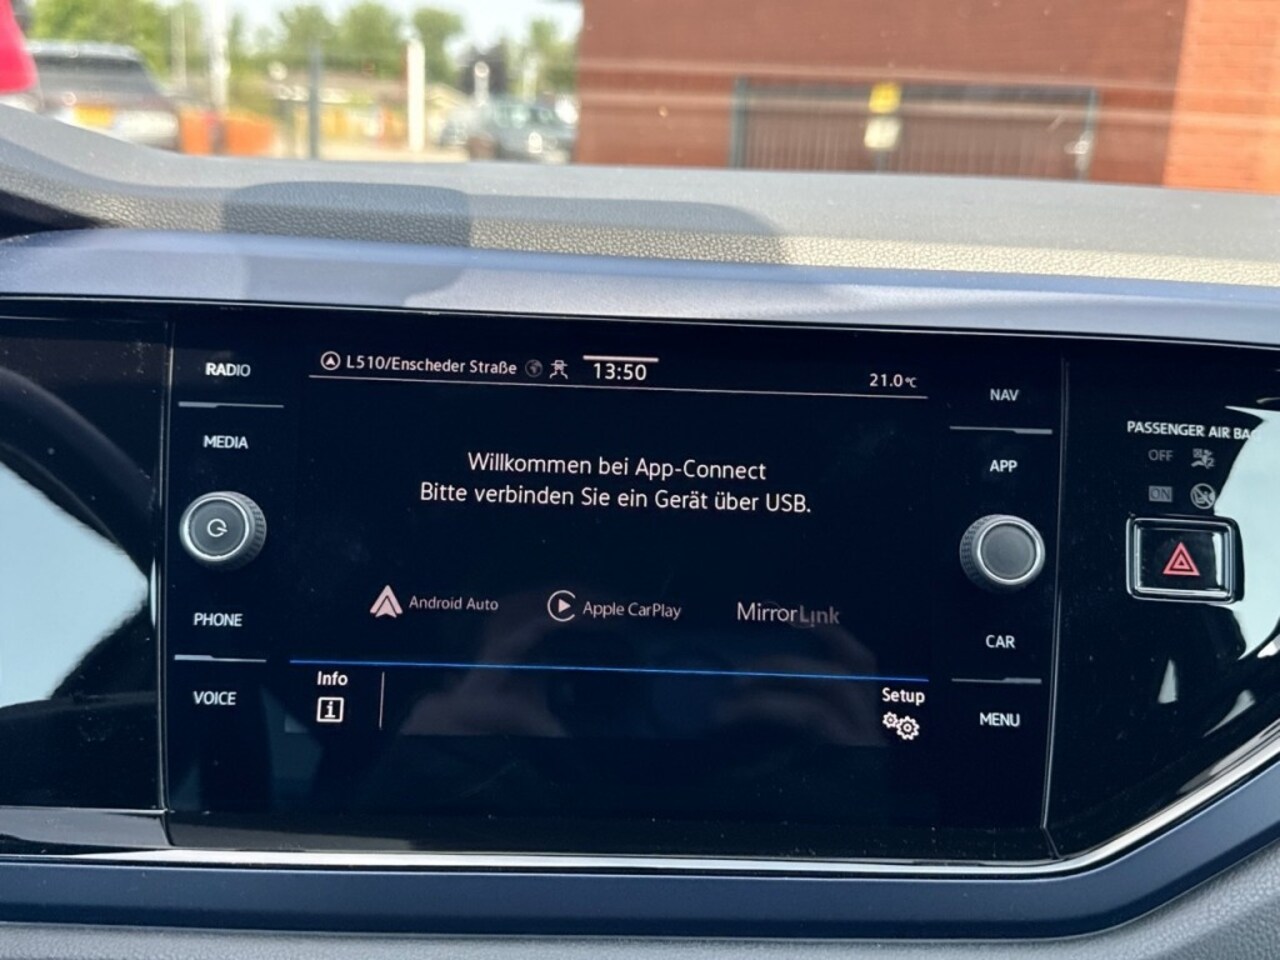 RADIO
MEDIA
PHONE
VOICE
L510/Enscheder Straße
13:50
21.0°C
Willkommen bei App-Connect
Bitte verbinden Sie ein Gerät über USB.
Android Auto
Apple CarPlay
MirrorLink
Info
i
Setup
NAV
APP
CAR
MENU
PASSENGER AIR BA
OFF
ON